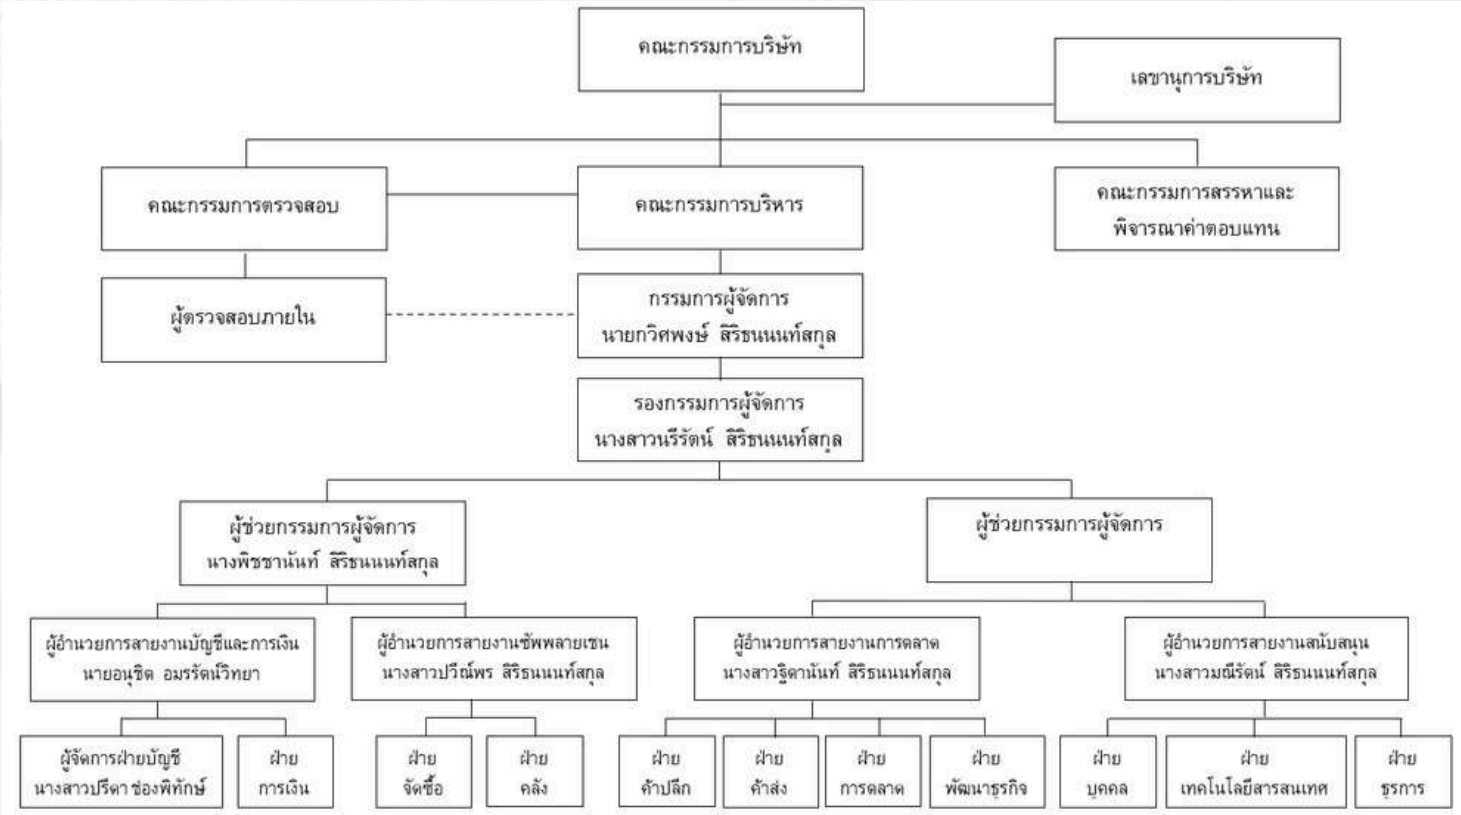 คณะกรรมการบริษัท
เลขานุการบริษัท
คณะกรรมการตรวจสอบ
คณะกรรมการบริหาร
คณะกรรมการสรรหาและ
พิจารณาค่าตอบแทน
ผู้ตรวจสอบภายใน
กรรมการผู้จัดการ
นายกวิศพงษ์ สิริธนนนท์สกุล
รองกรรมการผู้จัดการ
นางสาวนรีรัตน์ สิริธนนนท์สกุล
ผู้ช่วยกรรมการผู้จัดการ
นางพิชชานันท์ สิริธนนนท์สกุล
ผู้ช่วยกรรมการผู้จัดการ
ผู้อำนวยการสายงานบัญชีและการเงิน
นายอนุชิต อมรรัตน์วิทยา
ผู้อำนวยการสายงานซัพพลายเชน
นางสาวปวีณ์พร สิริธนนนท์สกุล
ผู้อำนวยการสายงานการตลาด
นางสาวฐิตานันท์ สิริธนนนท์สกุล
ผู้อำนวยการสายงานสนับสนุน
นางสาวมณีรัตน์ สิริธนนนท์สกุล
ผู้จัดการฝ่ายบัญชี
นางสาวปรีดา ช่องพิทักษ์
ฝ่าย
การเงิน
ฝ่าย
จัดซื้อ
ฝ่าย
คลัง
ฝ่าย
ค้าปลีก
ฝ่าย
ค้าส่ง
ฝ่าย
การตลาด
ฝ่าย
พัฒนาธุรกิจ
ฝ่าย
บุคคล
ฝ่าย
เทคโนโลยีสารสนเทศ
ฝ่าย
ธุรการ